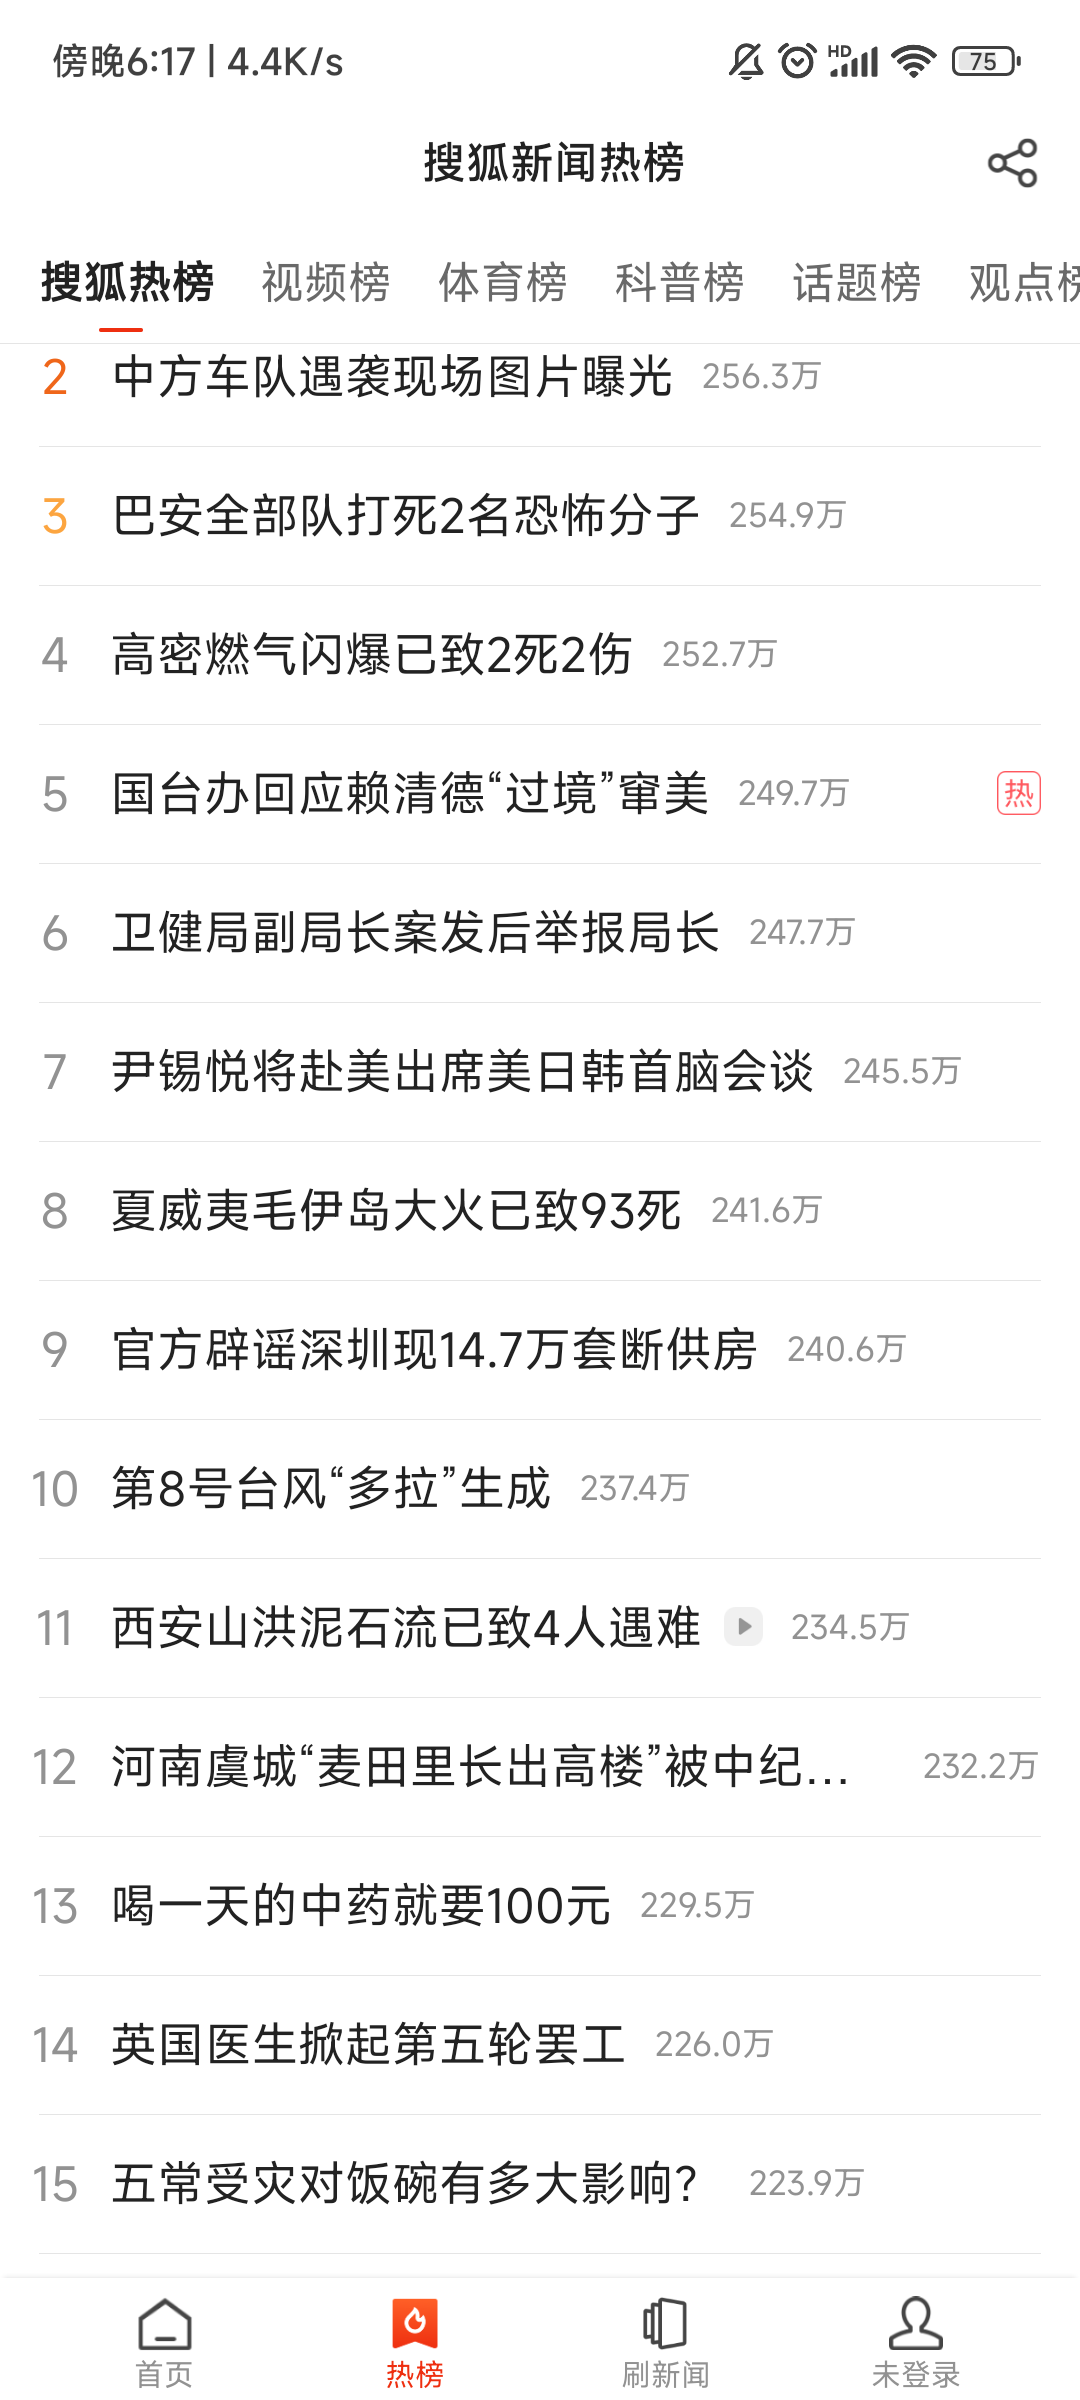 傍晚6:17 | 4.4K/s HD 75
搜狐新闻热榜
搜狐热榜 视频榜 体育榜 科普榜 话题榜 观点榜
2 中方车队遇袭现场图片曝光 256.3万
3 巴安全部队打死2名恐怖分子 254.9万
4 高密燃气闪爆已致2死2伤 252.7万
5 国台办回应赖清德“过境”窜美 249.7万 热
6 卫健局副局长案发后举报局长 247.7万
7 尹锡悦将赴美出席美日韩首脑会谈 245.5万
8 夏威夷毛伊岛大火已致93死 241.6万
9 官方辟谣深圳现14.7万套断供房 240.6万
10 第8号台风“多拉”生成 237.4万
11 西安山洪泥石流已致4人遇难 234.5万
12 河南虞城“麦田里长出高楼”被中纪... 232.2万
13 喝一天的中药就要100元 229.5万
14 英国医生掀起第五轮罢工 226.0万
15 五常受灾对饭碗有多大影响? 223.9万
首页 热榜 刷新闻 未登录